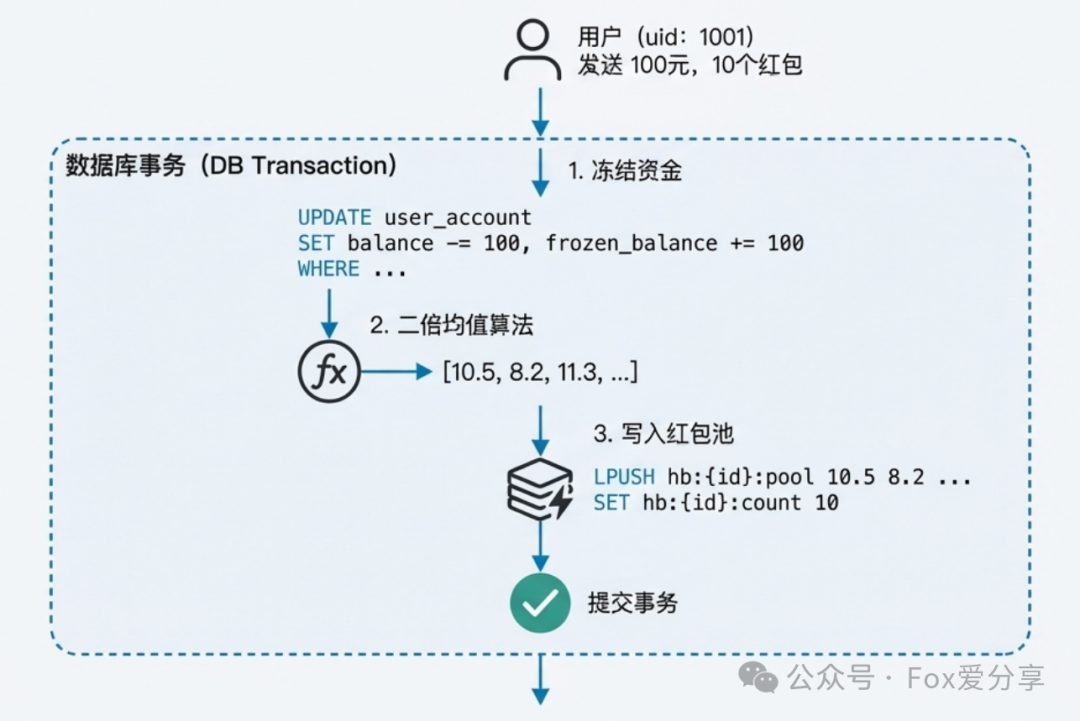 用户（uid：1001）
发送 100元，10个红包
数据库事务（DB Transaction）
1. 冻结资金
UPDATE user_account
SET balance -= 100, frozen_balance += 100
WHERE ...
2. 二倍均值算法
fx
[10.5, 8.2, 11.3, ...]
3. 写入红包池
LPUSH hb:{id}:pool 10.5 8.2 ...
SET hb:{id}:count 10
提交事务
公众号 · Fox爱分享